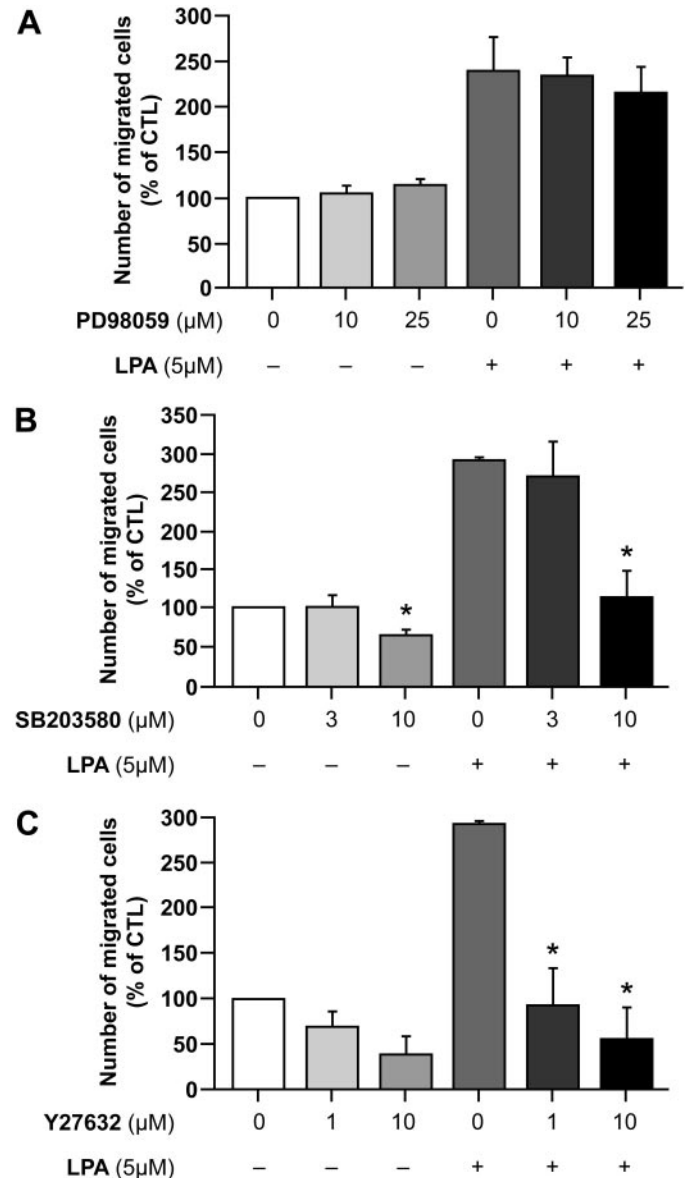 A
Number of migrated cells
(% of CTL)
300
250
200
150
100
50
0
PD98059 (µM) 0 10 25 0 10 25
LPA (5µM) – – – + + +
B
Number of migrated cells
(% of CTL)
350
300
250
200
150
100
50
0
*
*
SB203580 (µM) 0 3 10 0 3 10
LPA (5µM) – – – + + +
C
Number of migrated cells
(% of CTL)
300
250
300
150
100
50
0
*
*
Y27632 (µM) 0 1 10 0 1 10
LPA (5µM) – – – + + +